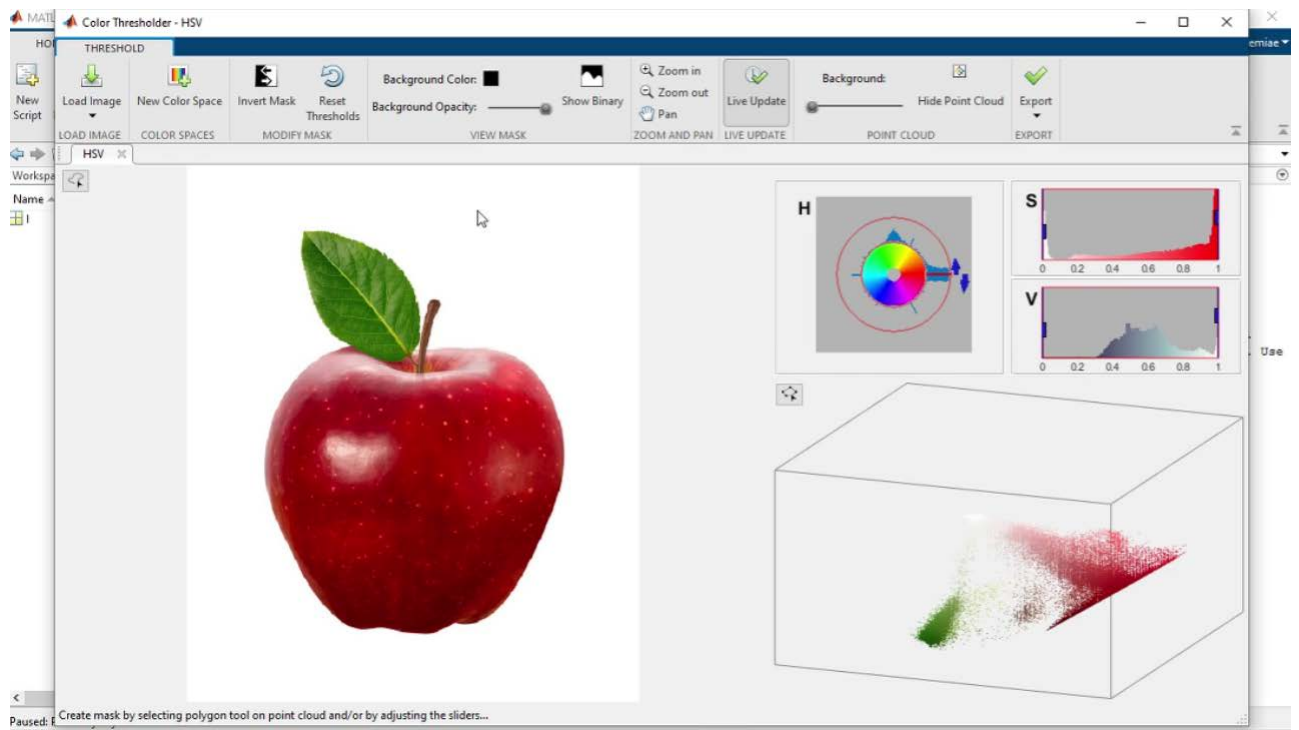 MATL
Color Thresholder - HSV
HO
THRESHOLD
emiae
New Script
Load Image
New Color Space
Invert Mask
Reset Thresholds
Background Color:
Background Opacity:
Show Binary
Zoom in
Zoom out
Pan
Live Update
Background:
Hide Point Cloud
Export
LOAD IMAGE
COLOR SPACES
MODIFY MASK
VIEW MASK
ZOOM AND PAN
LIVE UPDATE
POINT CLOUD
EXPORT
HSV
Workspa
Name
I
H
S
0 0.2 0.4 0.6 0.8 1
V
0 0.2 0.4 0.6 0.8 1
Use
Create mask by selecting polygon tool on point cloud and/or by adjusting the sliders...
Paused: